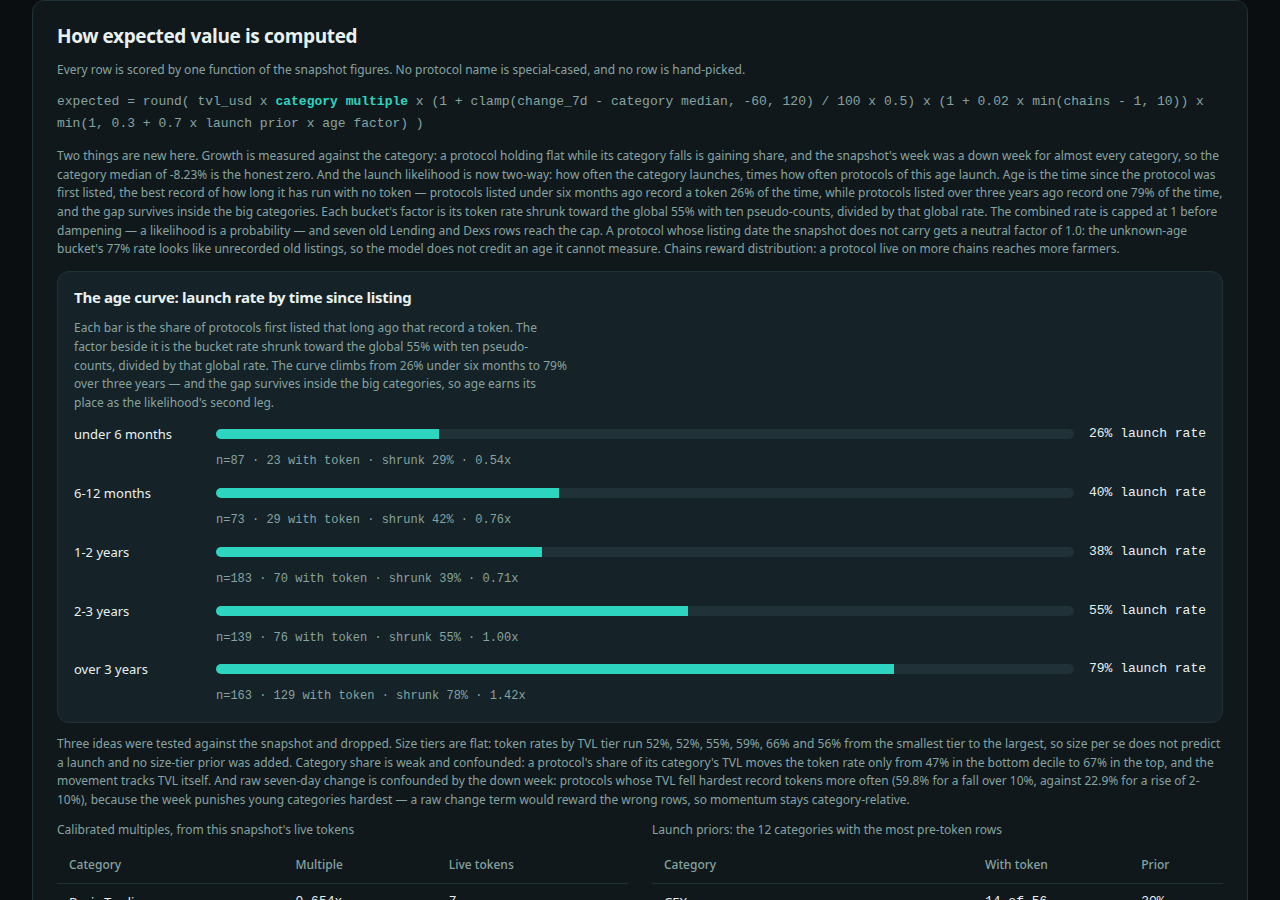 How expected value is computed
Every row is scored by one function of the snapshot figures. No protocol name is special-cased, and no row is hand-picked.
expected = round( tvl_usd x category multiple x (1 + clamp(change_7d - category median, -60, 120) / 100 x 0.5) x (1 + 0.02 x min(chains - 1, 10)) x
min(1, 0.3 + 0.7 x launch prior x age factor) )
Two things are new here. Growth is measured against the category: a protocol holding flat while its category falls is gaining share, and the snapshot's week was a down week for almost every category, so the
category median of -8.23% is the honest zero. And the launch likelihood is now two-way: how often the category launches, times how often protocols of this age launch. Age is the time since the protocol was
first listed, the best record of how long it has run with no token — protocols listed under six months ago record a token 26% of the time, while protocols listed over three years ago record one 79% of the time,
and the gap survives inside the big categories. Each bucket's factor is its token rate shrunk toward the global 55% with ten pseudo-counts, divided by that global rate. The combined rate is capped at 1 before
dampening — a likelihood is a probability — and seven old Lending and Dexs rows reach the cap. A protocol whose listing date the snapshot does not carry gets a neutral factor of 1.0: the unknown-age
bucket's 77% rate looks like unrecorded old listings, so the model does not credit an age it cannot measure. Chains reward distribution: a protocol live on more chains reaches more farmers.
The age curve: launch rate by time since listing
Each bar is the share of protocols first listed that long ago that record a token. The
factor beside it is the bucket rate shrunk toward the global 55% with ten pseudo-
counts, divided by that global rate. The curve climbs from 26% under six months to 79%
over three years — and the gap survives inside the big categories, so age earns its
place as the likelihood's second leg.
under 6 months 26% launch rate
n=87 · 23 with token · shrunk 29% · 0.54x
6-12 months 40% launch rate
n=73 · 29 with token · shrunk 42% · 0.76x
1-2 years 38% launch rate
n=183 · 70 with token · shrunk 39% · 0.71x
2-3 years 55% launch rate
n=139 · 76 with token · shrunk 55% · 1.00x
over 3 years 79% launch rate
n=163 · 129 with token · shrunk 78% · 1.42x
Three ideas were tested against the snapshot and dropped. Size tiers are flat: token rates by TVL tier run 52%, 52%, 55%, 59%, 66% and 56% from the smallest tier to the largest, so size per se does not predict
a launch and no size-tier prior was added. Category share is weak and confounded: a protocol's share of its category's TVL moves the token rate only from 47% in the bottom decile to 67% in the top, and the
movement tracks TVL itself. And raw seven-day change is confounded by the down week: protocols whose TVL fell hardest record tokens more often (59.8% for a fall over 10%, against 22.9% for a rise of 2-
10%), because the week punishes young categories hardest — a raw change term would reward the wrong rows, so momentum stays category-relative.
Calibrated multiples, from this snapshot's live tokens
Launch priors: the 12 categories with the most pre-token rows
Category Multiple Live tokens
Category With token Prior